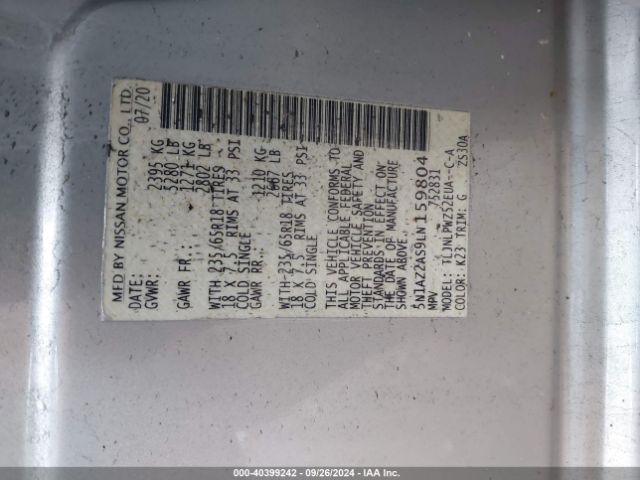 MFD BY NISSAN MOTOR CO., LTD.
DATE: 07/20
GVWR: 2395 KG
5280 LB
GAWR FR: 1271 KG
2802 LB
WITH 235/65R18 TIRES
18 X 7.5 RIMS AT 33 PSI
COLD SINGLE
GAWR RR: 1210 KG
2667 LB
WITH 235/65R18 TIRES
18 X 7.5 RIMS AT 33 PSI
COLD SINGLE
THIS VEHICLE CONFORMS TO
ALL APPLICABLE FEDERAL
MOTOR VEHICLE SAFETY AND
THEFT PREVENTION
STANDARDS IN EFFECT ON
THE DATE OF MANUFACTURE
SHOWN ABOVE.
5N1AZ2AS9LN159804
MPV 752831
MODEL: TLJNLPWZ52EUA--C-A
COLOR: K23 TRIM: G ZS30A
000-40399242 - 09/26/2024 - IAA, Inc.